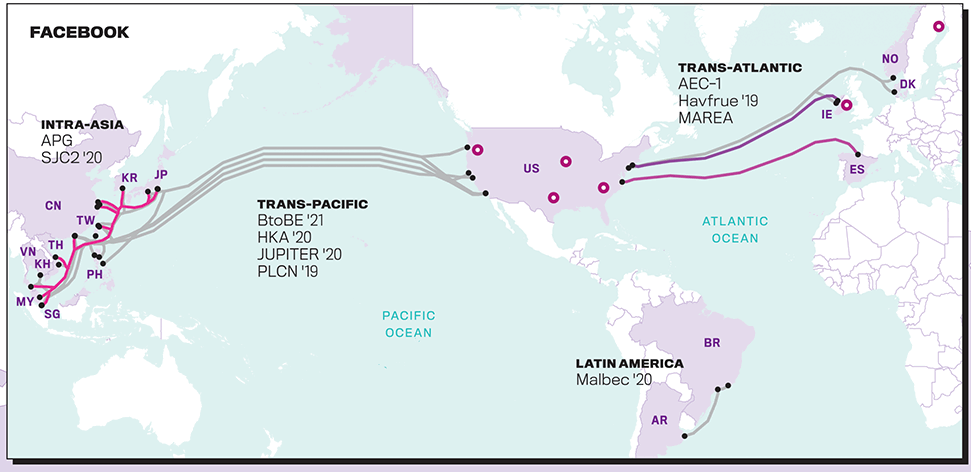 FACEBOOK
INTRA-ASIA
APG
SJC2 '20
KR
JP
CN
TW
TH
VN
KH
PH
MY
SG
TRANS-PACIFIC
BtoBE '21
HKA '20
JUPITER '20
PLCN '19
PACIFIC
OCEAN
US
TRANS-ATLANTIC
AEC–1
Havfrue '19
MAREA
NO
DK
IE
ES
ATLANTIC
OCEAN
LATIN AMERICA
Malbec '20
BR
AR